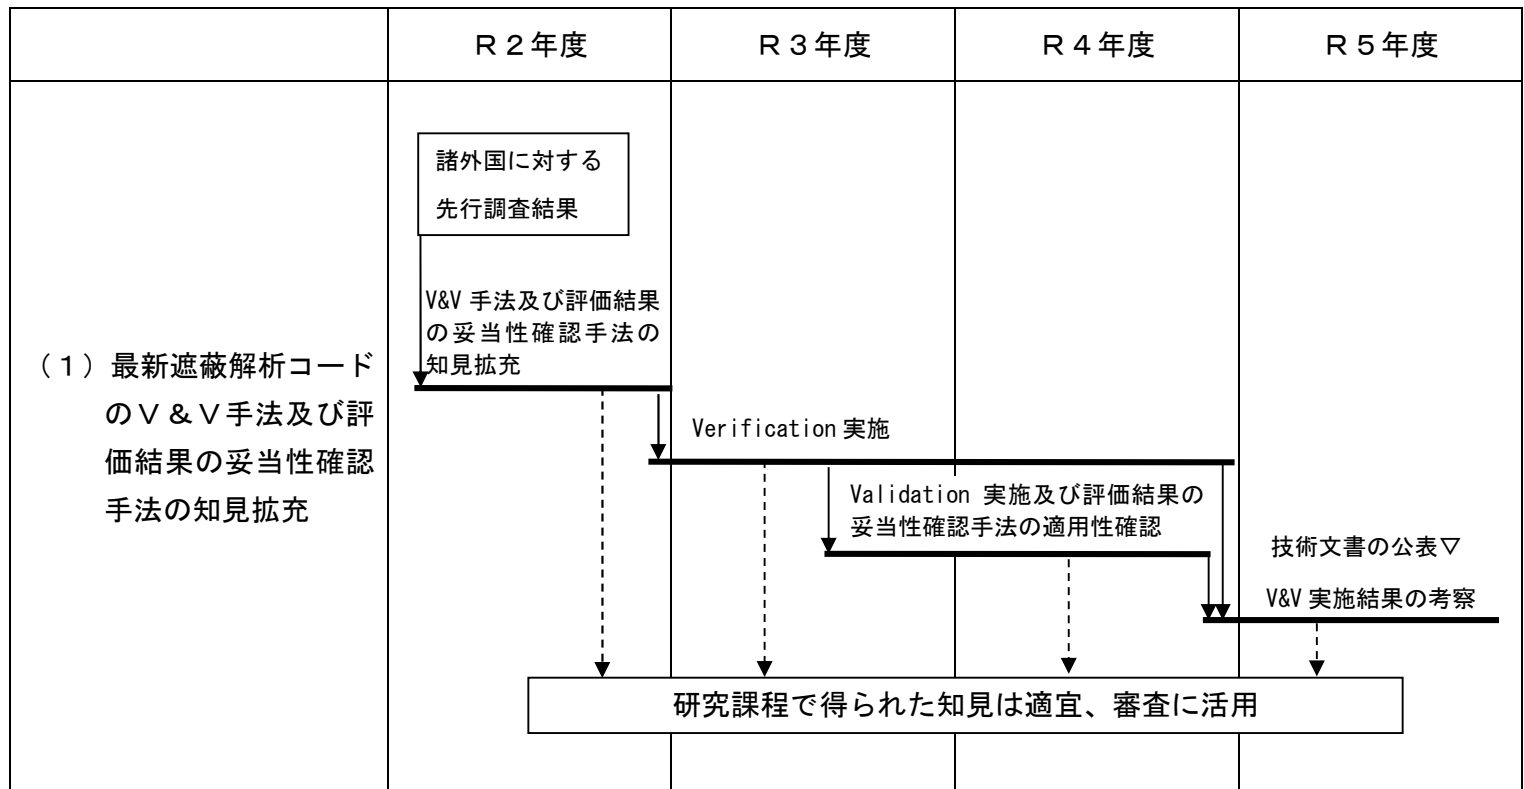 R２年度
R３年度
R４年度
R５年度
諸外国に対する
先行調査結果
V&V 手法及び評価結果
の妥当性確認手法の
知見拡充
（１）最新遮蔽解析コード
のＶ＆Ｖ手法及び評
価結果の妥当性確認
手法の知見拡充
Verification 実施
Validation 実施及び評価結果の
妥当性確認手法の適用性確認
技術文書の公表▽
V&V 実施結果の考察
研究課程で得られた知見は適宜、審査に活用